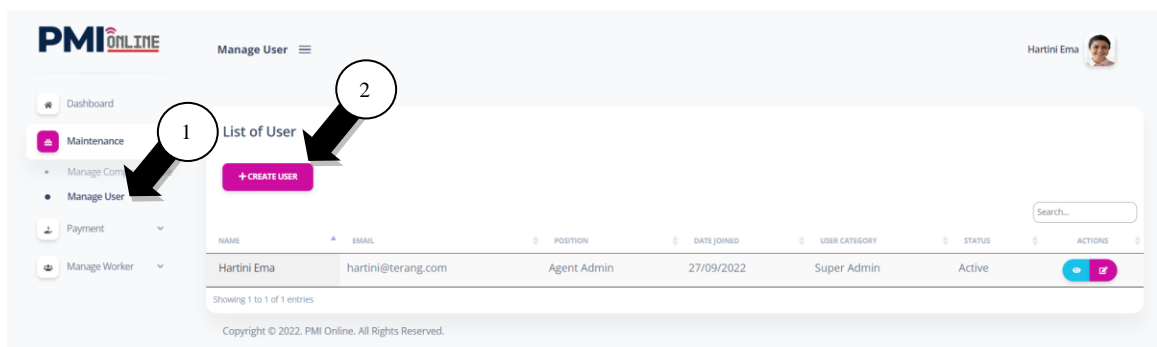 PMI ONLINE
Manage User
Hartini Ema
Dashboard
Maintenance
Manage User
Payment
Manage Worker
1
2
List of User
+ CREATE USER
Search...
NAME EMAIL POSITION DATE JOINED USER CATEGORY STATUS ACTIONS
Hartini Ema hartini@terang.com Agent Admin 27/09/2022 Super Admin Active
Showing 1 to 1 of 1 entries
Copyright © 2022. PMI Online. All Rights Reserved.